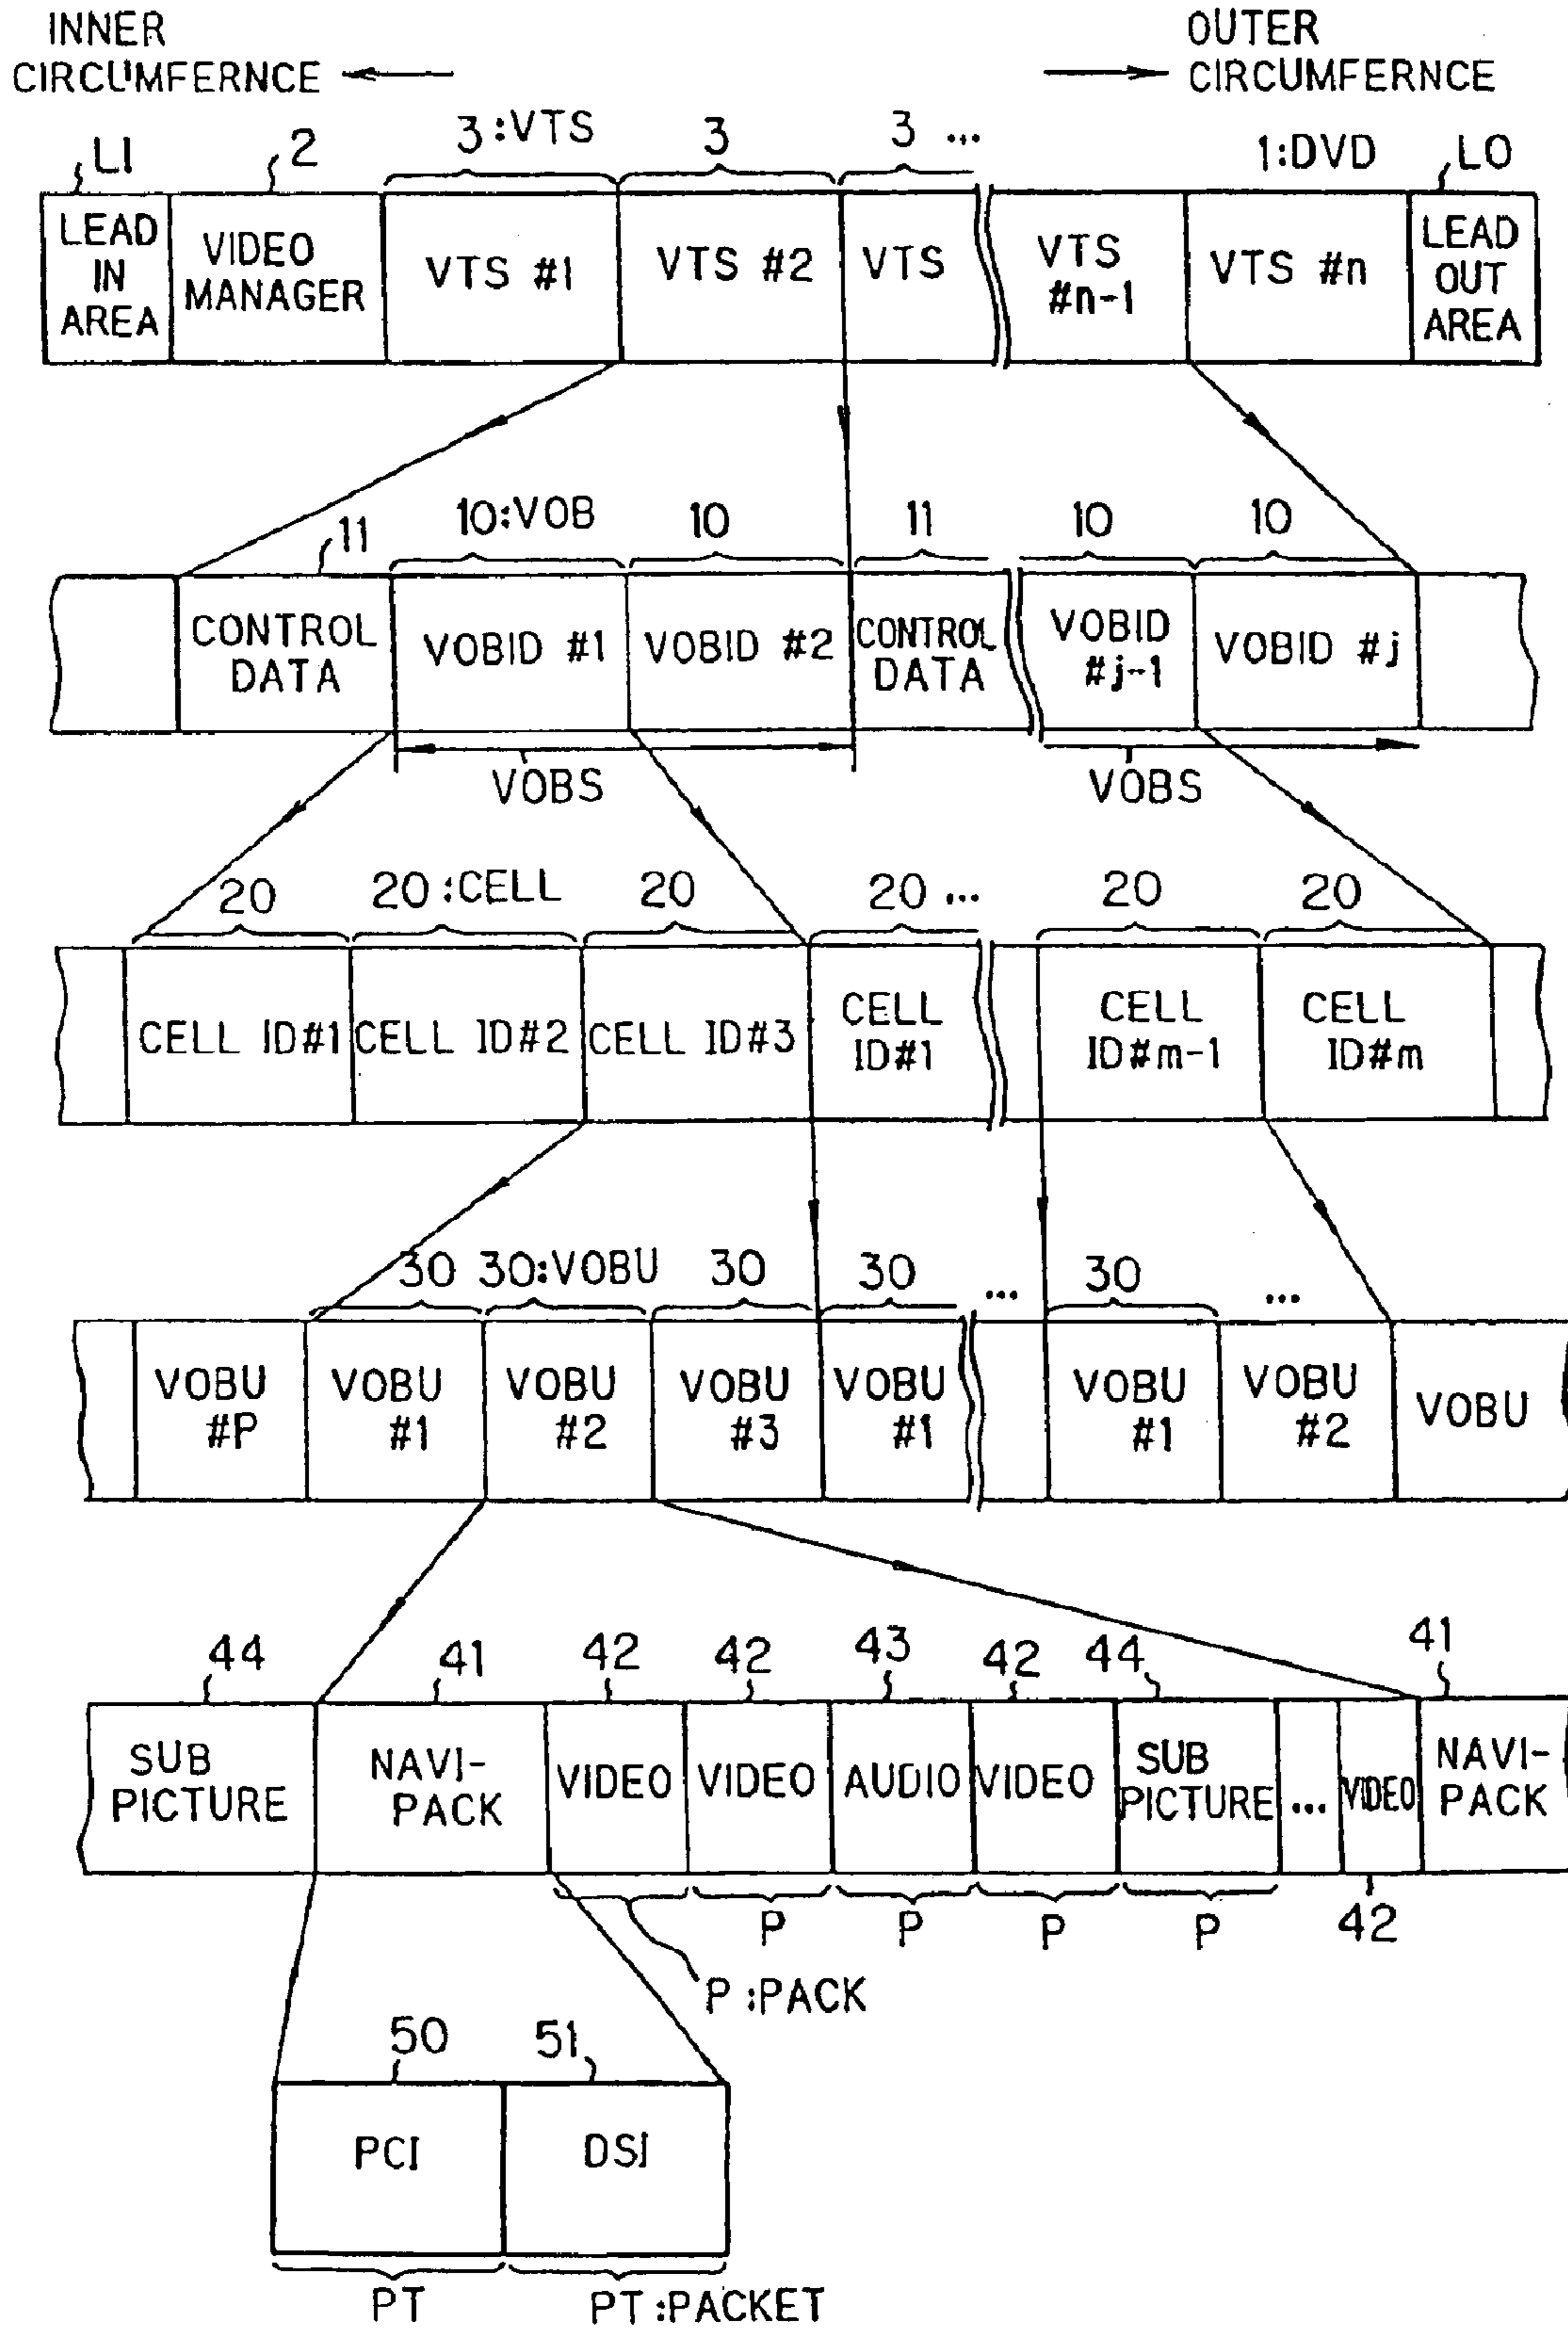 INNER
CIRCUMFERNCE
OUTER
CIRCUMFERNCE
LI
2
3:VTS
3
3 ...
1:DVD
LO
LEAD
IN
AREA
VIDEO
MANAGER
VTS #1
VTS #2
VTS
VTS
#n-1
VTS #n
LEAD
OUT
AREA
11
10:VOB
10
11
10
10
CONTROL
DATA
VOBID #1
VOBID #2
CONTROL
DATA
VOBID
#j-1
VOBID #j
VOBS
VOBS
20
20:CELL
20
20 ...
20
20
CELL ID#1
CELL ID#2
CELL ID#3
CELL
ID#1
CELL
ID#m-1
CELL
ID#m
30
30:VOBU
30
30
...
30
...
VOBU
#P
VOBU
#1
VOBU
#2
VOBU
#3
VOBU
#1
VOBU
#1
VOBU
#2
VOBU
44
41
42
42
43
42
44
41
SUB
PICTURE
NAVI-
PACK
VIDEO
VIDEO
AUDIO
VIDEO
SUB
PICTURE
...
VIDEO
NAVI-
PACK
P
P
P
P
42
P:PACK
50
51
PCI
DSI
PT
PT:PACKET